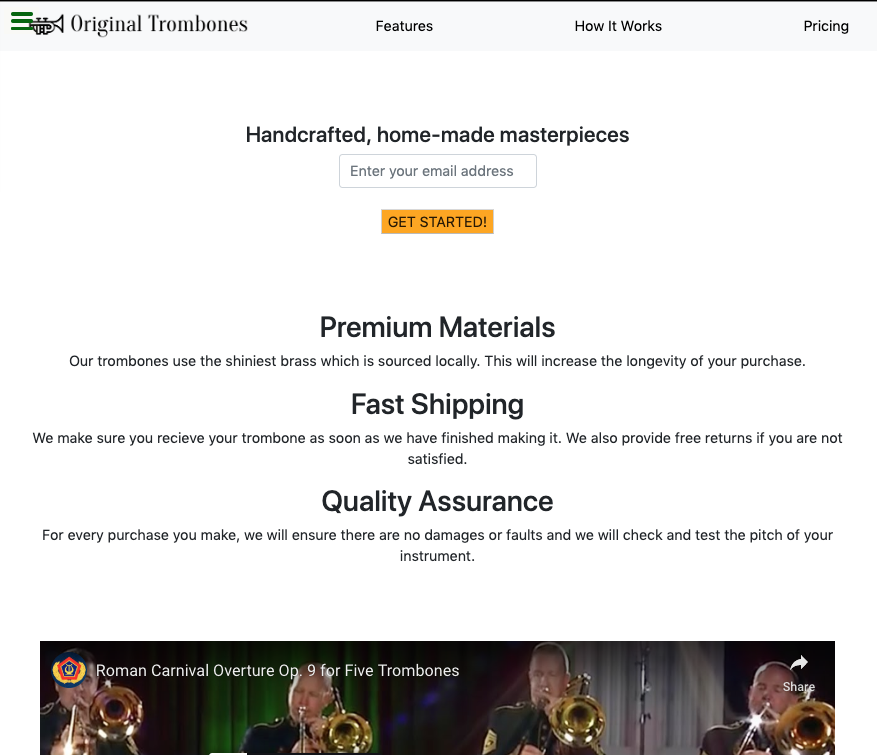 Original Trombones
Features
How It Works
Pricing
Handcrafted, home-made masterpieces
Enter your email address
GET STARTED!
Premium Materials
Our trombones use the shiniest brass which is sourced locally. This will increase the longevity of your purchase.
Fast Shipping
We make sure you recieve your trombone as soon as we have finished making it. We also provide free returns if you are not
satisfied.
Quality Assurance
For every purchase you make, we will ensure there are no damages or faults and we will check and test the pitch of your
instrument.
Roman Carnival Overture Op. 9 for Five Trombones
Share